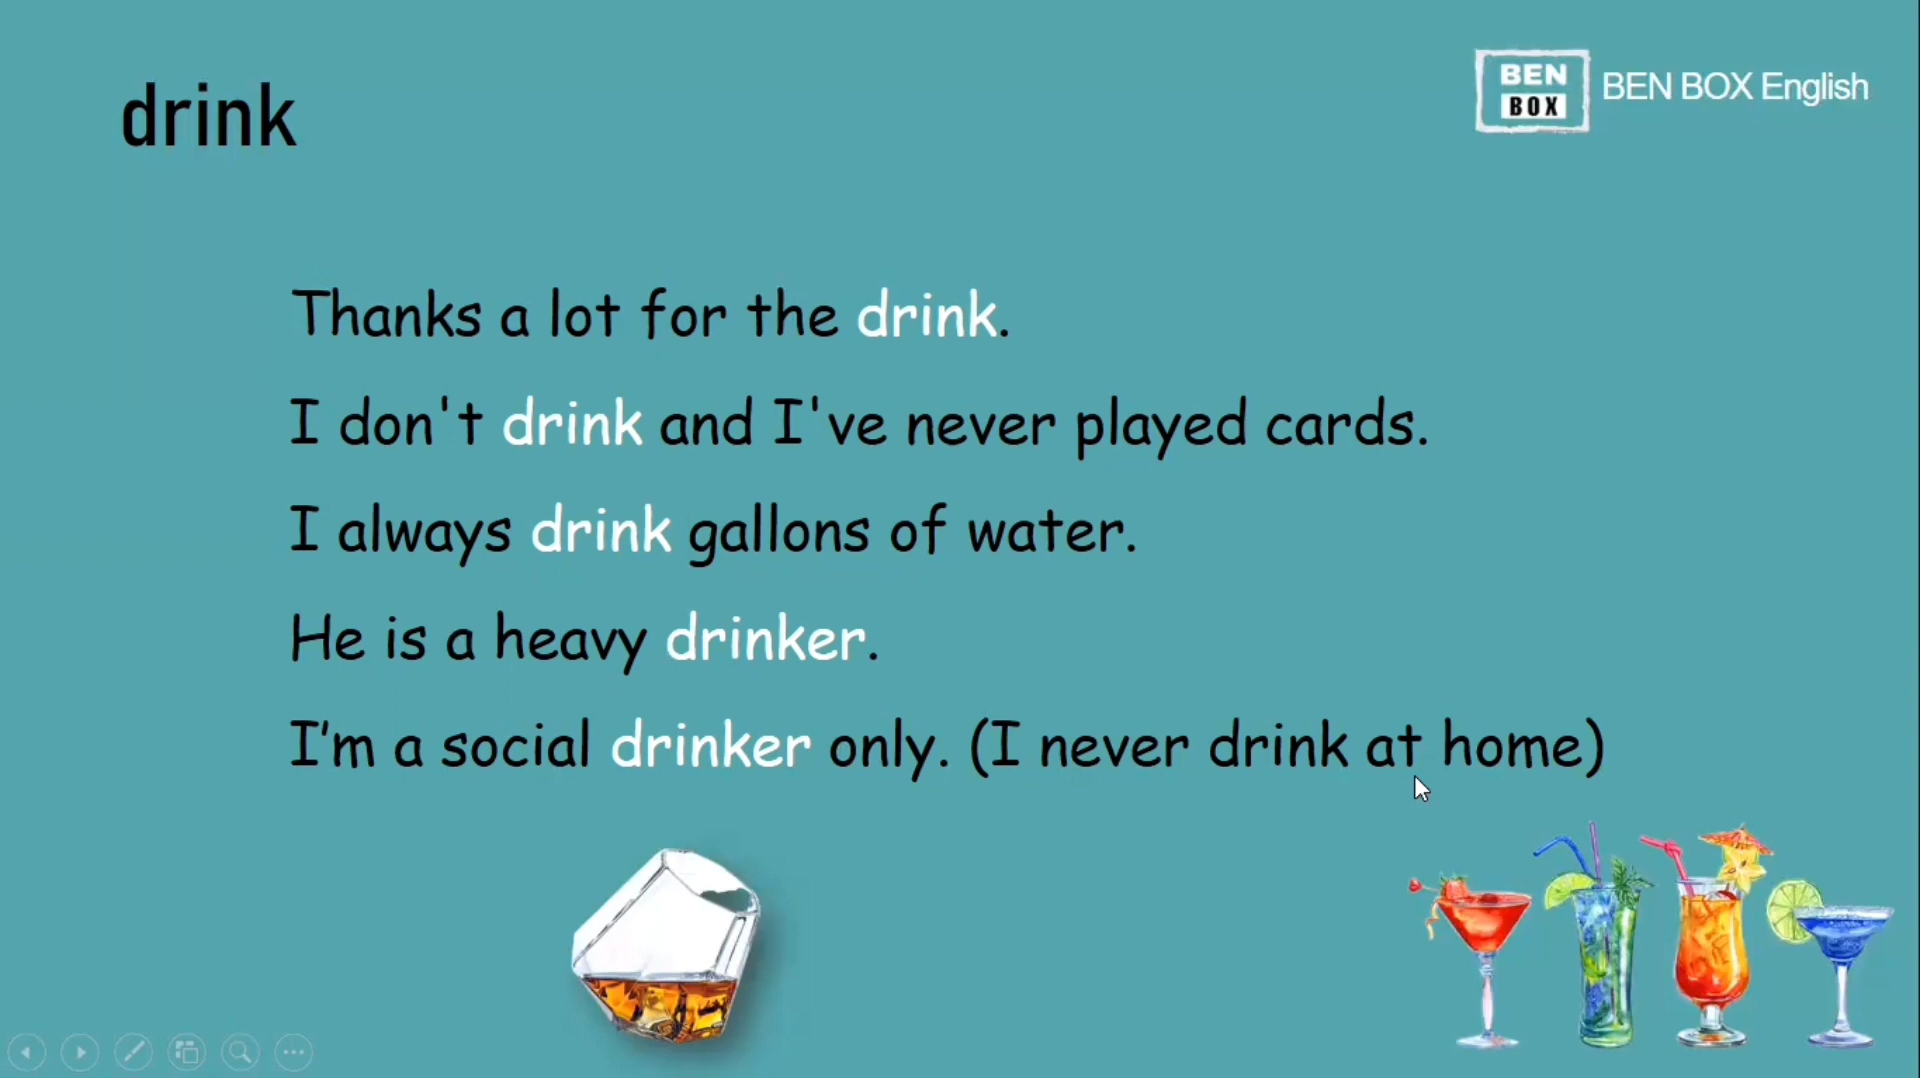 drink
BEN
BOX
BEN BOX English
Thanks a lot for the drink.
I don't drink and I've never played cards.
I always drink gallons of water.
He is a heavy drinker.
I’m a social drinker only. (I never drink at home)